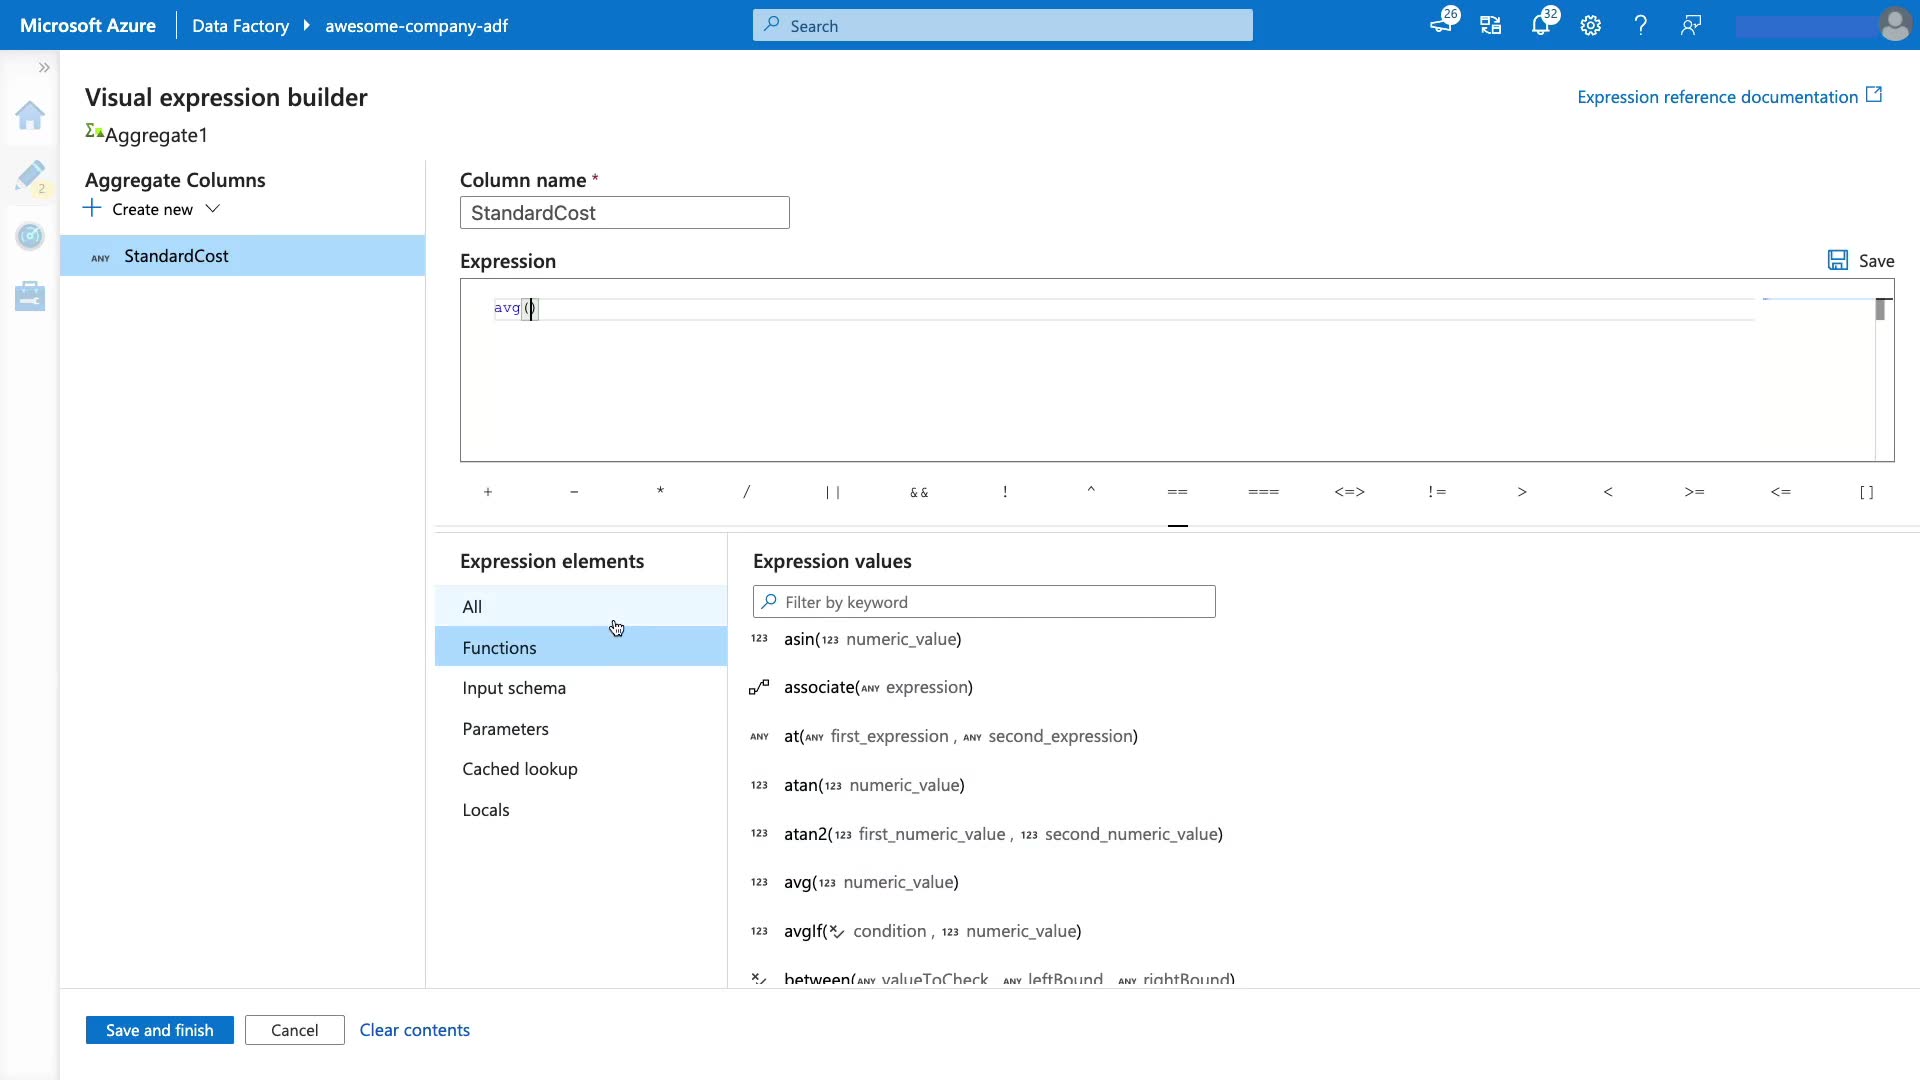 Microsoft Azure
Data Factory
awesome-company-adf
Search
26
32
Visual expression builder
Expression reference documentation
Aggregate1
2
Aggregate Columns
Create new
ANY StandardCost
Column name *
StandardCost
Expression
Save
avg()
+ - * / || && ! ^ == === <=> != > < >= <= []
Expression elements
All
Functions
Input schema
Parameters
Cached lookup
Locals
Expression values
Filter by keyword
123 asin(123 numeric_value)
associate(ANY expression)
ANY at(ANY first_expression , ANY second_expression)
123 atan(123 numeric_value)
123 atan2(123 first_numeric_value , 123 second_numeric_value)
123 avg(123 numeric_value)
123 avgIf( condition , 123 numeric_value)
between(ANY valueToCheck ANY leftBound ANY rightBound)
Save and finish
Cancel
Clear contents